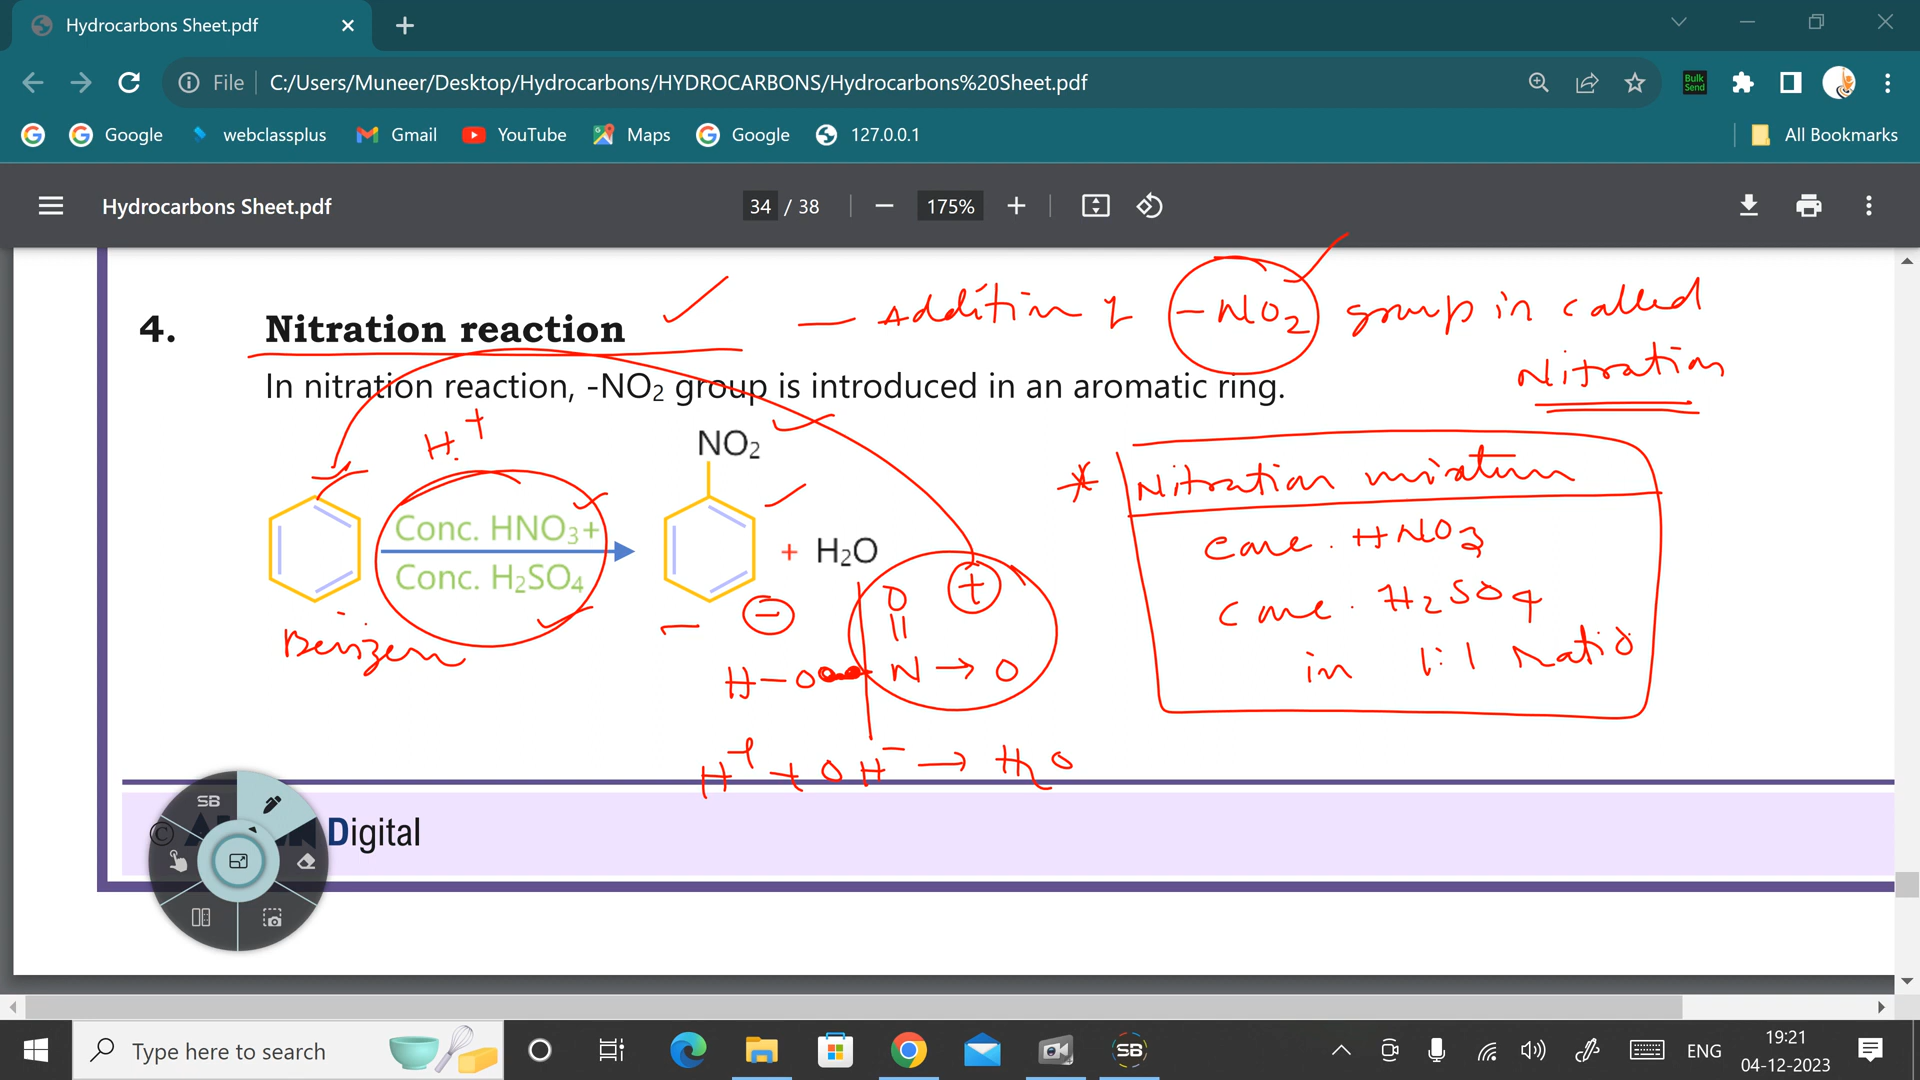 Hydrocarbons Sheet.pdf
File C:/Users/Muneer/Desktop/Hydrocarbons/HYDROCARBONS/Hydrocarbons%20Sheet.pdf
Bulk Send
Google webclassplus Gmail YouTube Maps Google 127.0.0.1 All Bookmarks
Hydrocarbons Sheet.pdf 34 / 38 175%
4. Nitration reaction — Addition of -NO2 group is called
Nitration
In nitration reaction, -NO2 group is introduced in an aromatic ring.
H+
NO2
* Nitration mixture
Conc. HNO3+
Conc. H2SO4
+ H2O
conc. HNO3
conc. H2SO4
in 1:1 Ratio
Benzene
O +
||
H-O N → O
H+ + OH- → H2O
SB
© Digital
Type here to search
SB
ENG
19:21
04-12-2023